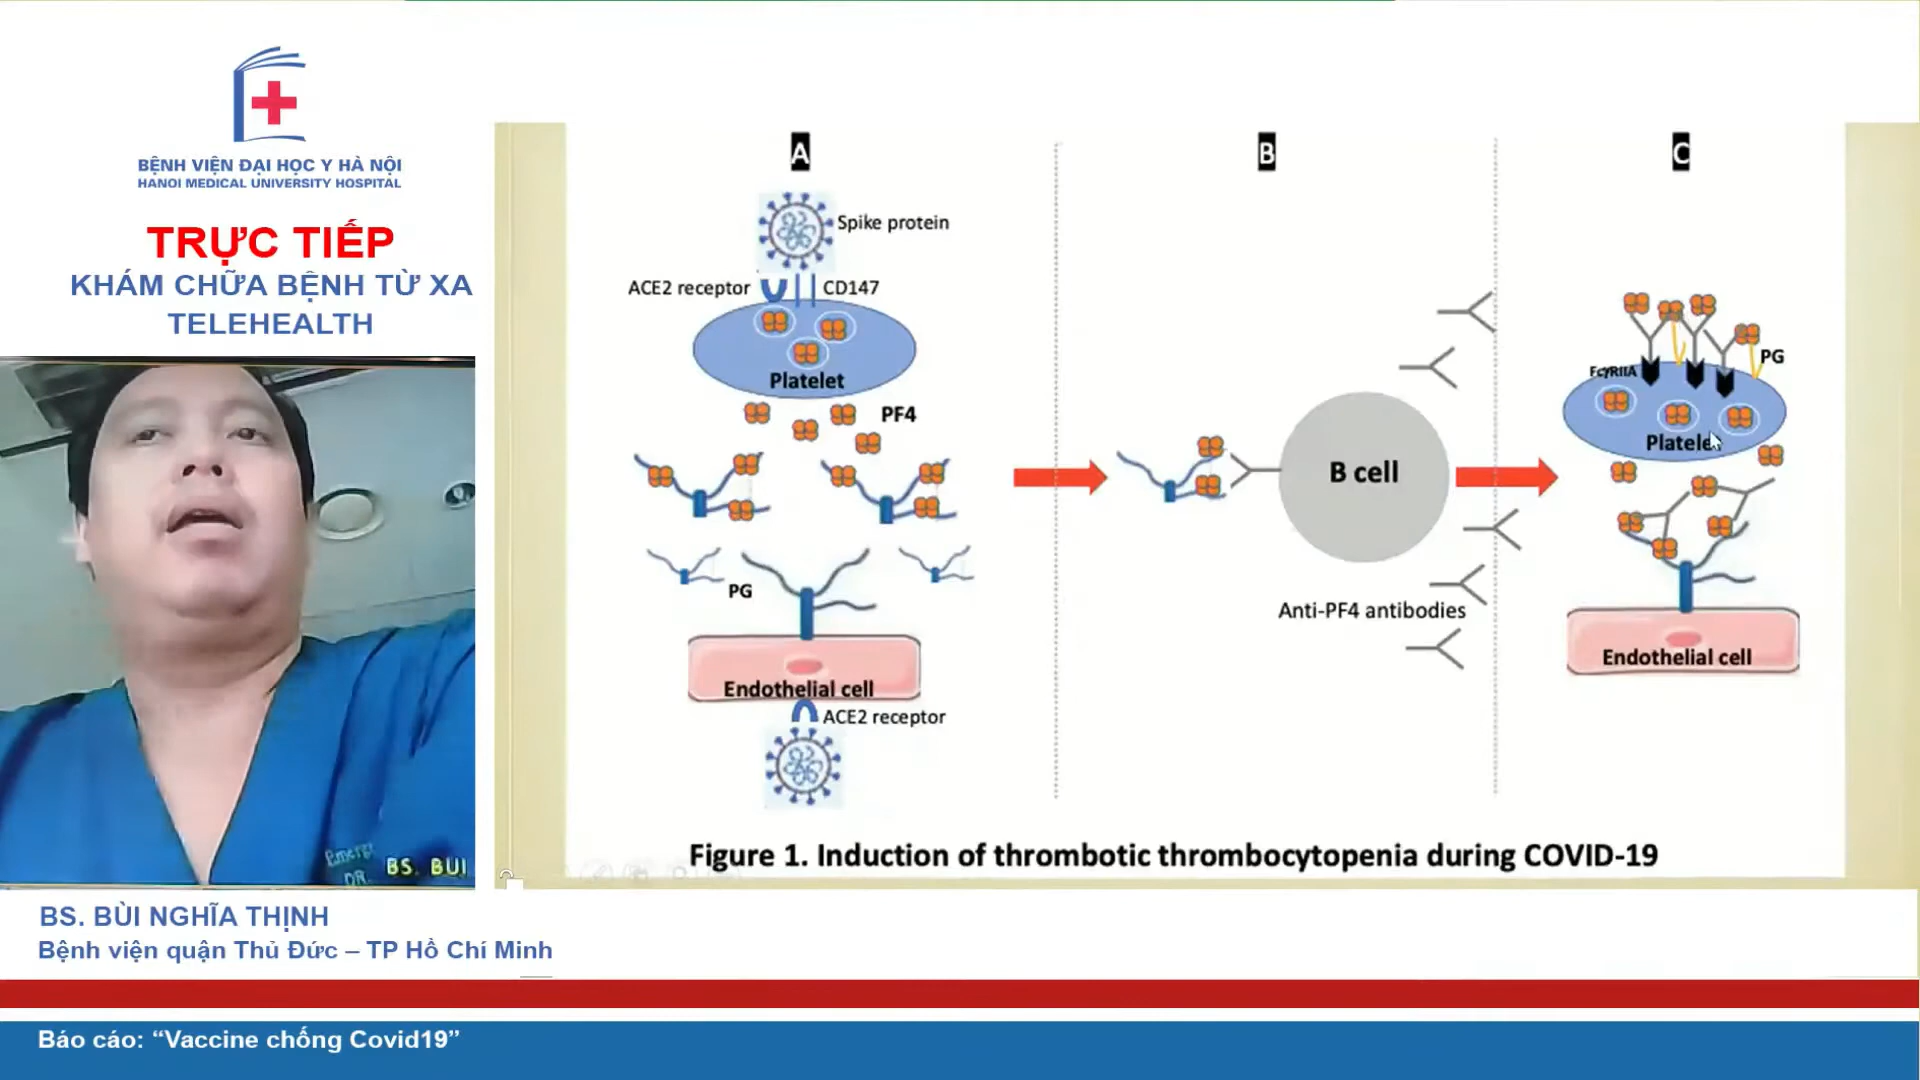 BỆNH VIỆN ĐẠI HỌC Y HÀ NỘI
HANOI MEDICAL UNIVERSITY HOSPITAL
TRỰC TIẾP
KHÁM CHỮA BỆNH TỪ XA
TELEHEALTH
BS. BUI
BS. BÙI NGHĨA THỊNH
Bệnh viện quận Thủ Đức – TP Hồ Chí Minh
Báo cáo: “Vaccine chống Covid19”
A
Spike protein
ACE2 receptor
CD147
Platelet
PF4
PG
Endothelial cell
ACE2 receptor
B
B cell
Anti-PF4 antibodies
C
PG
FcγRIIA
Endothelial cell
Figure 1. Induction of thrombotic thrombocytopenia during COVID-19
DR.